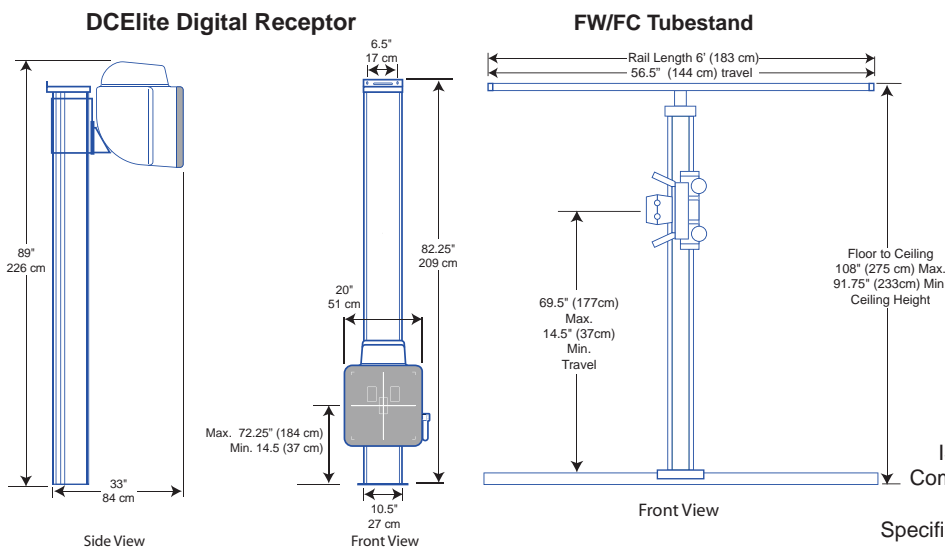 DCElite Digital Receptor
89"
226 cm
33"
84 cm
Side View
6.5"
17 cm
82.25"
209 cm
20"
51 cm
Max. 72.25" (184 cm)
Min. 14.5 (37 cm)
10.5"
27 cm
Front View
FW/FC Tubestand
Rail Length 6' (183 cm)
56.5" (144 cm) travel
69.5" (177cm)
Max.
14.5" (37cm)
Min.
Travel
Floor to Ceiling
108" (275 cm) Max.
91.75" (233cm) Min
Ceiling Height
Front View
I
Con
Specifi